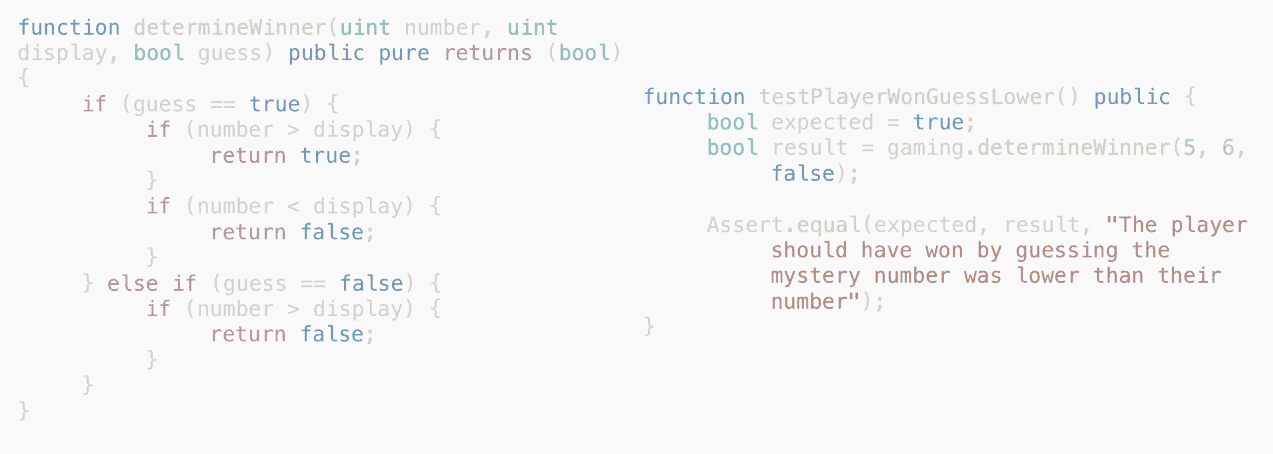 function determineWinner(uint number, uint
display, bool guess) public pure returns (bool)
{
if (guess == true) {
if (number > display) {
return true;
}
if (number < display) {
return false;
}
} else if (guess == false) {
if (number > display) {
return false;
}
}
}
function testPlayerWonGuessLower() public {
bool expected = true;
bool result = gaming.determineWinner(5, 6,
false);
Assert.equal(expected, result, "The player
should have won by guessing the
mystery number was lower than their
number");
}